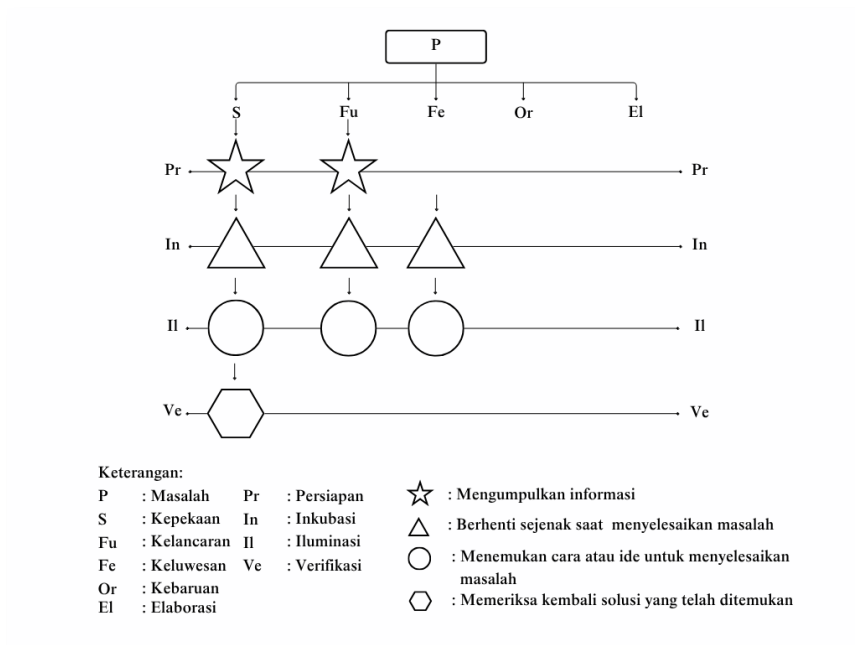 P
S Fu Fe Or El
Pr Pr
In In
Il Il
Ve Ve
Keterangan:
P : Masalah Pr : Persiapan
S : Kepekaan In : Inkubasi
Fu : Kelancaran Il : Iluminasi
Fe : Keluwesan Ve : Verifikasi
Or : Kebaruan
El : Elaborasi
: Mengumpulkan informasi
: Berhenti sejenak saat menyelesaikan masalah
: Menemukan cara atau ide untuk menyelesaikan
masalah
: Memeriksa kembali solusi yang telah ditemukan